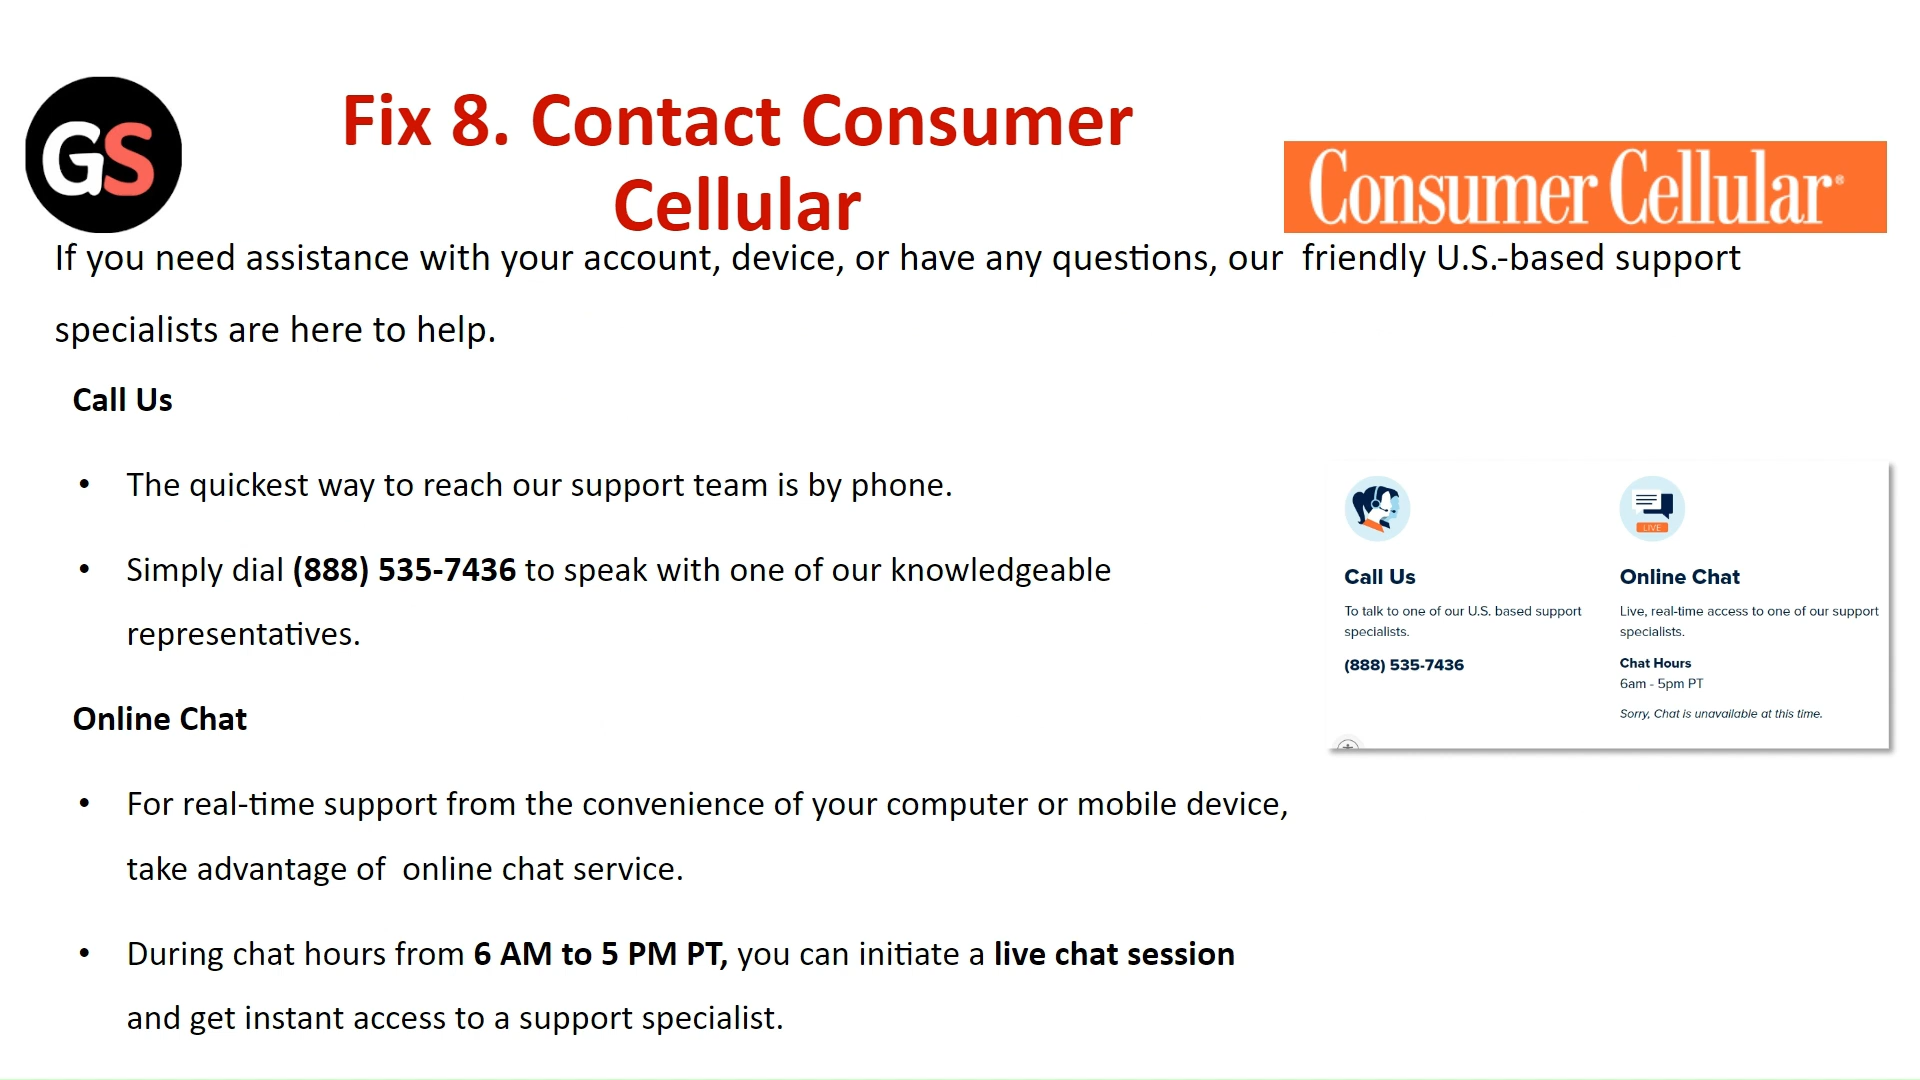 GS
Fix 8. Contact Consumer
Cellular
Consumer Cellular®
If you need assistance with your account, device, or have any questions, our  friendly U.S.-based support
specialists are here to help.
Call Us
• The quickest way to reach our support team is by phone.
• Simply dial (888) 535-7436 to speak with one of our knowledgeable
representatives.
Online Chat
• For real-time support from the convenience of your computer or mobile device,
take advantage of  online chat service.
• During chat hours from 6 AM to 5 PM PT, you can initiate a live chat session
and get instant access to a support specialist.
Call Us
To talk to one of our U.S. based support
specialists.
(888) 535-7436
LIVE
Online Chat
Live, real-time access to one of our support
specialists.
Chat Hours
6am - 5pm PT
Sorry, Chat is unavailable at this time.